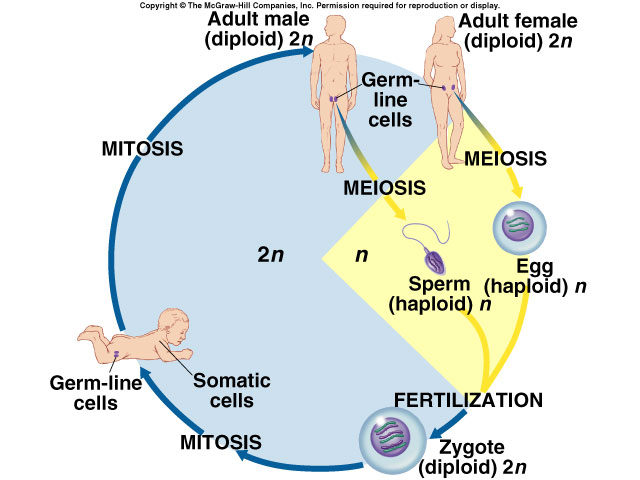 Copyright © The McGraw-Hill Companies, Inc. Permission required for reproduction or display.
Adult male
(diploid) 2n
Adult female
(diploid) 2n
Germ-
line
cells
MITOSIS
MEIOSIS
MEIOSIS
2n
n
Egg
(haploid) n
Sperm
(haploid) n
Germ-line
cells
Somatic
cells
FERTILIZATION
MITOSIS
Zygote
(diploid) 2n